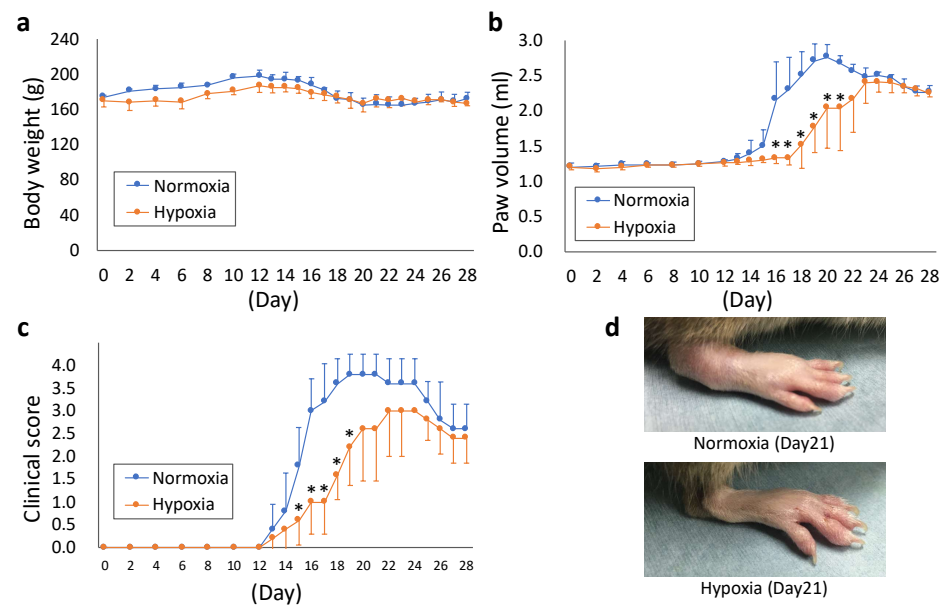 a
240
200
160
120
80
40
0
Body weight (g)
Normoxia
Hypoxia
0 2 4 6 8 10 12 14 16 18 20 22 24 26 28
(Day)
b
3.0
2.5
2.0
1.5
1.0
0.5
0.0
Paw volume (ml)
** * * **
Normoxia
Hypoxia
0 2 4 6 8 10 12 14 16 18 20 22 24 26 28
(Day)
c
4.0
3.5
3.0
2.5
2.0
1.5
1.0
0.5
0.0
Clinical score
* ** * *
Normoxia
Hypoxia
0 2 4 6 8 10 12 14 16 18 20 22 24 26 28
(Day)
d
Normoxia (Day21)
Hypoxia (Day21)